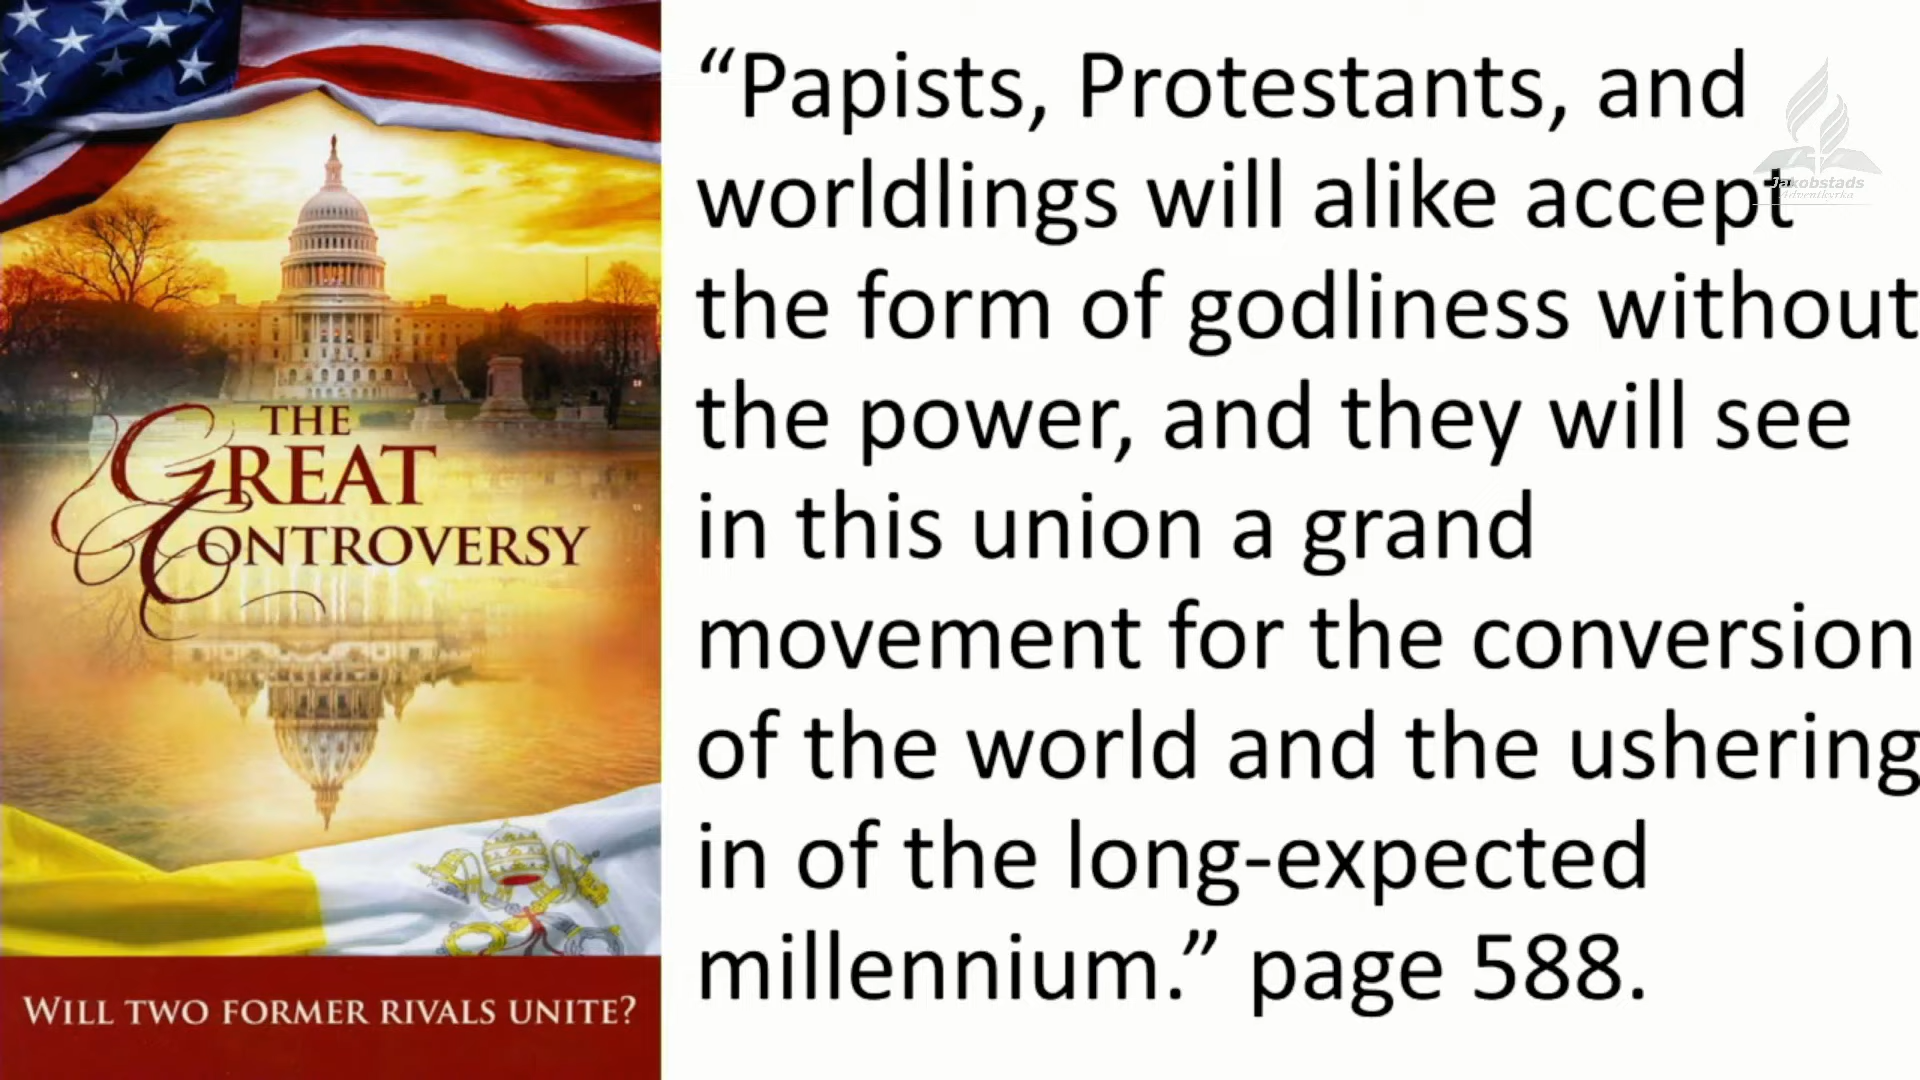 THE
GREAT
CONTROVERSY
WILL TWO FORMER RIVALS UNITE?
“Papists, Protestants, and
worldlings will alike accept
the form of godliness without
the power, and they will see
in this union a grand
movement for the conversion
of the world and the ushering
in of the long-expected
millennium.” page 588.
Jakobstads
Adventkyrka